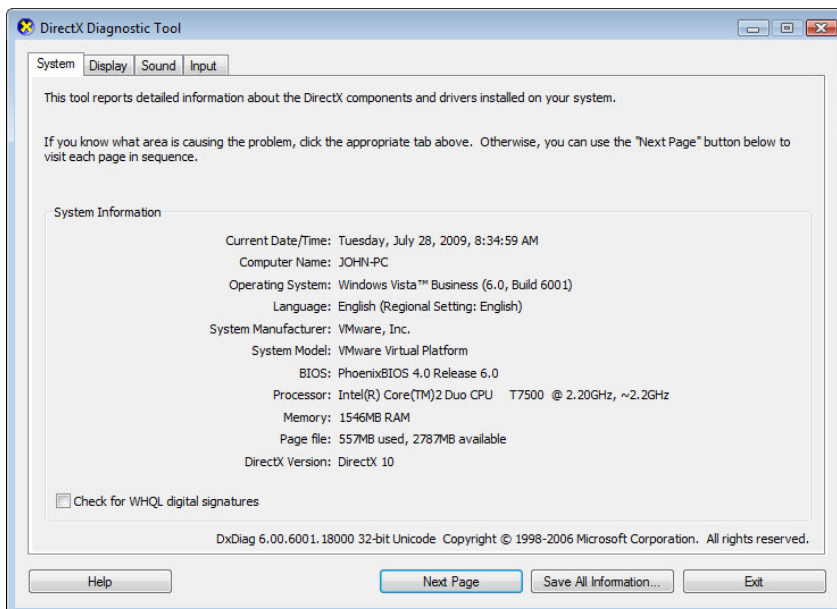 DirectX Diagnostic Tool
System Display Sound Input
This tool reports detailed information about the DirectX components and drivers installed on your system.
If you know what area is causing the problem, click the appropriate tab above.  Otherwise, you can use the "Next Page" button below to
visit each page in sequence.
System Information
Current Date/Time: Tuesday, July 28, 2009, 8:34:59 AM
Computer Name: JOHN-PC
Operating System: Windows Vista™ Business (6.0, Build 6001)
Language: English (Regional Setting: English)
System Manufacturer: VMware, Inc.
System Model: VMware Virtual Platform
BIOS: PhoenixBIOS 4.0 Release 6.0
Processor: Intel(R) Core(TM)2 Duo CPU     T7500  @ 2.20GHz, ~2.2GHz
Memory: 1546MB RAM
Page file: 557MB used, 2787MB available
DirectX Version: DirectX 10
Check for WHQL digital signatures
DxDiag 6.00.6001.18000 32-bit Unicode  Copyright © 1998-2006 Microsoft Corporation.  All rights reserved.
Help Next Page Save All Information... Exit